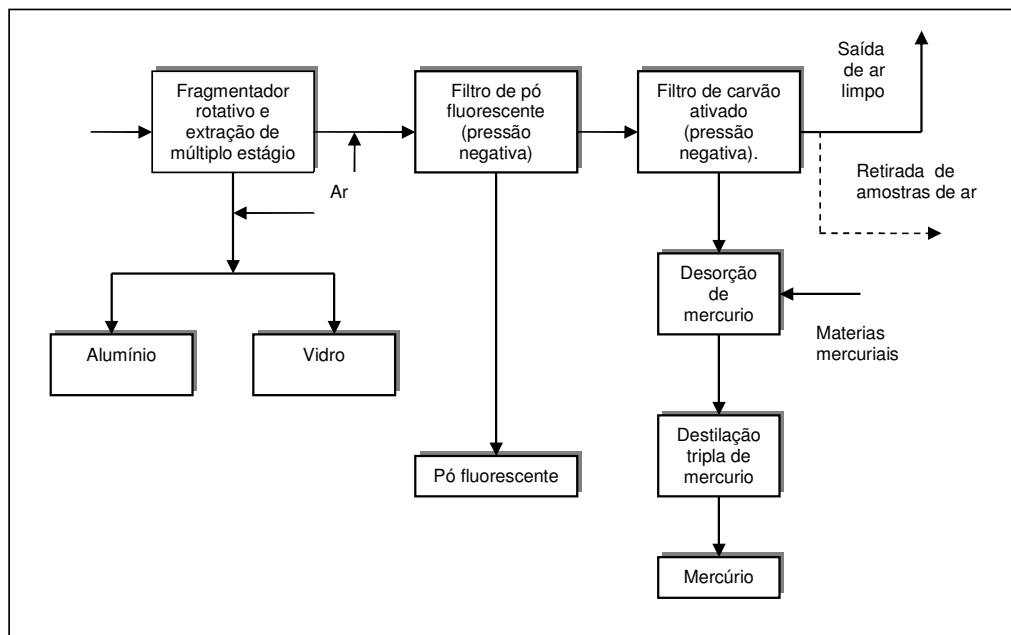 Fragmentador
rotativo e
extração de
múltiplo estágio
Filtro de pó
fluorescente
(pressão
negativa)
Filtro de carvão
ativado
(pressão
negativa).
Saída
de ar
limpo
Ar
Retirada de
amostras de ar
Alumínio
Vidro
Desorção
de
mercurio
Materias
mercuriais
Pó fluorescente
Destilação
tripla de
mercurio
Mercúrio